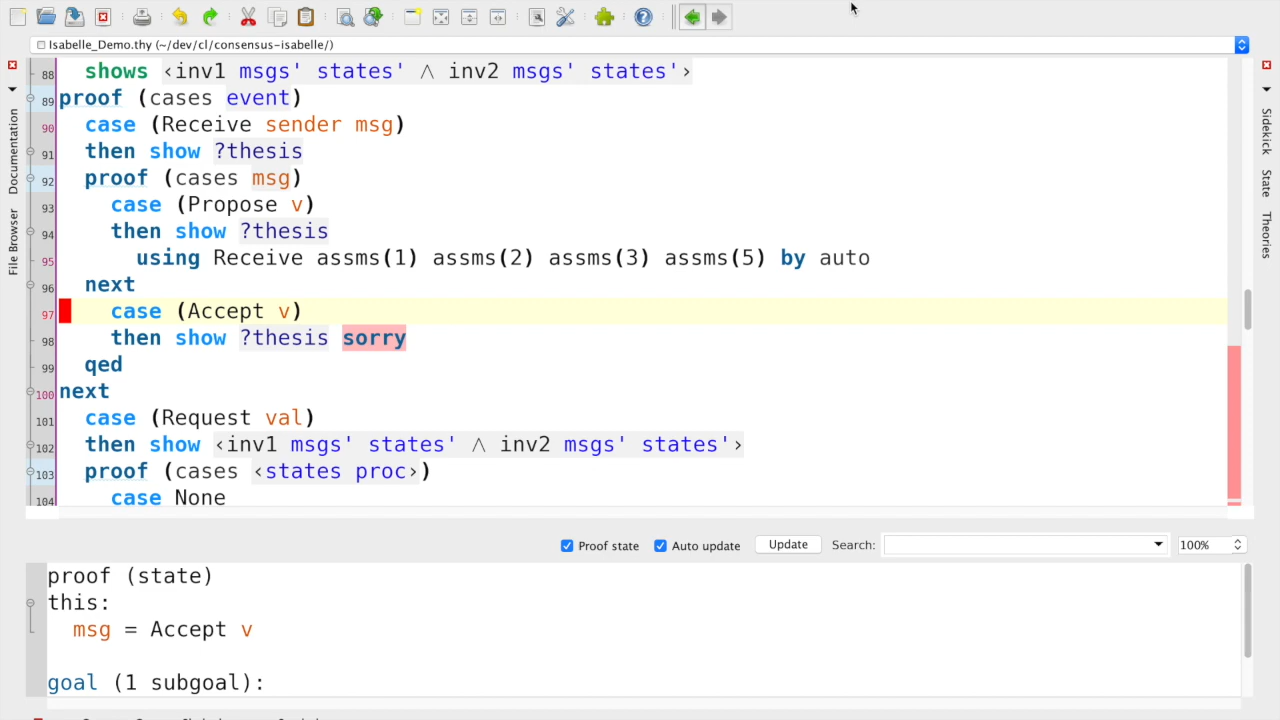 Isabelle_Demo.thy (~/dev/cl/consensus-isabelle/)
88 shows ‹inv1 msgs' states' ∧ inv2 msgs' states'›
89 proof (cases event)
90 case (Receive sender msg)
91 then show ?thesis
92 proof (cases msg)
93 case (Propose v)
94 then show ?thesis
95 using Receive assms(1) assms(2) assms(3) assms(5) by auto
96 next
97 case (Accept v)
98 then show ?thesis sorry
99 qed
100 next
101 case (Request val)
102 then show ‹inv1 msgs' states' ∧ inv2 msgs' states'›
103 proof (cases ‹states proc›)
104 case None
Documentation
File Browser
Sidekick
State
Theories
Proof state Auto update Update Search: 100%
proof (state)
this:
msg = Accept v
goal (1 subgoal):